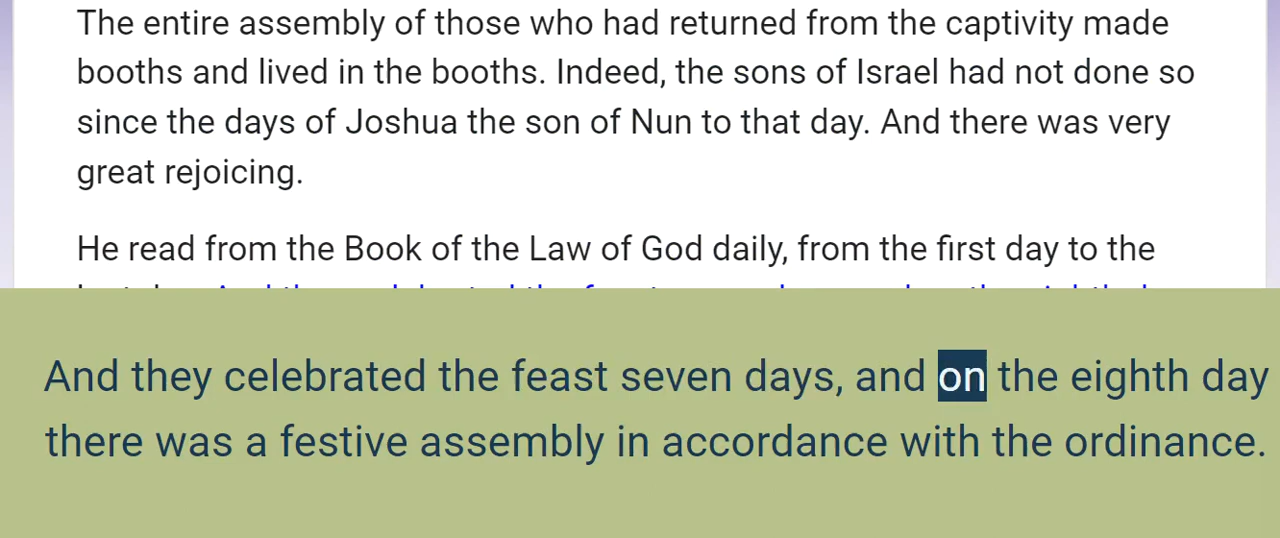 The entire assembly of those who had returned from the captivity made
booths and lived in the booths. Indeed, the sons of Israel had not done so
since the days of Joshua the son of Nun to that day. And there was very
great rejoicing.
He read from the Book of the Law of God daily, from the first day to the
And they celebrated the feast seven days, and on the eighth day
there was a festive assembly in accordance with the ordinance.